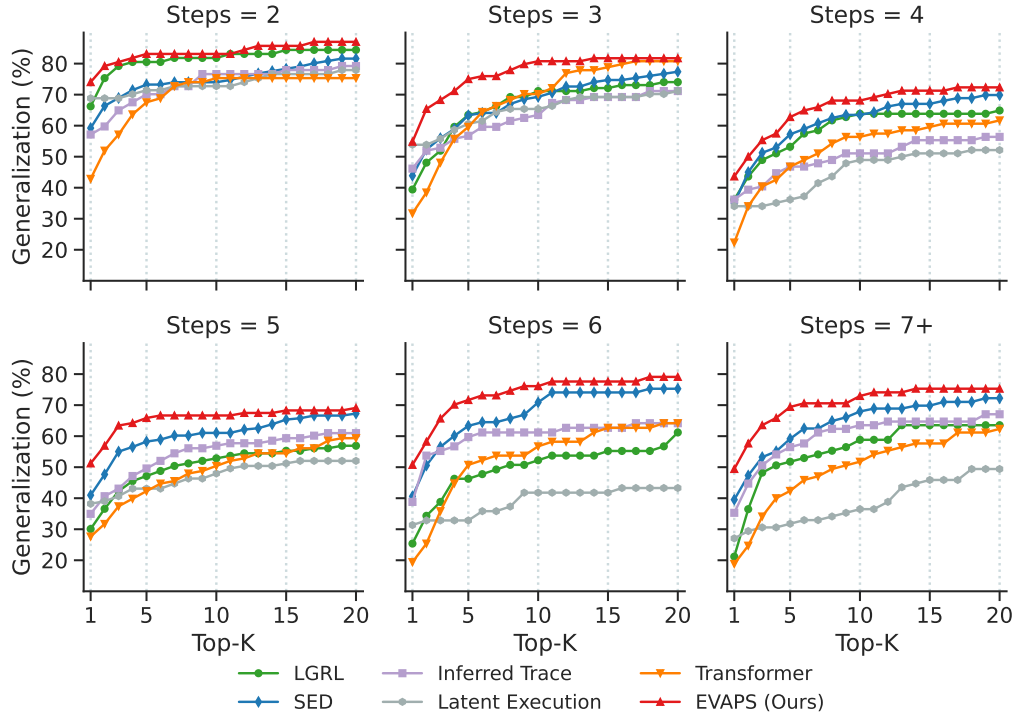 Steps = 2
Steps = 3
Steps = 4
Generalization (%)
80
70
60
50
40
30
20
Steps = 5
Steps = 6
Steps = 7+
Generalization (%)
80
70
60
50
40
30
20
1 5 10 15 20
1 5 10 15 20
1 5 10 15 20
Top-K
Top-K
Top-K
LGRL
Inferred Trace
Transformer
SED
Latent Execution
EVAPS (Ours)